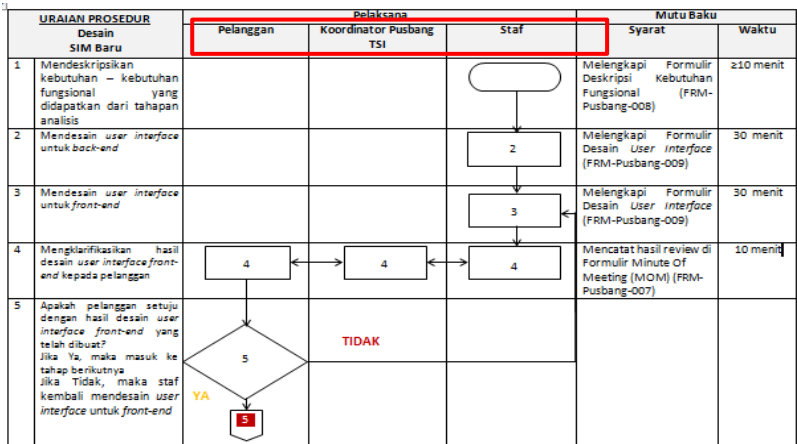 URAIAN PROSEDUR
Desain
SIM Baru
Pelaksana
Mutu Baku
Pelanggan
Koordinator Pusbang
TSI
Staf
Syarat
Waktu
1
Mendeskripsikan
kebutuhan – kebutuhan
fungsional yang
didapatkan dari tahapan
analisis
Melengkapi Formulir
Deskripsi Kebutuhan
Fungsional (FRM-
Pusbang-008)
≥10 menit
2
Mendesain user interface
untuk back-end
2
Melengkapi Formulir
Desain User Interface
(FRM-Pusbang-009)
30 menit
3
Mendesain user interface
untuk front-end
3
Melengkapi Formulir
Desain User Interface
(FRM-Pusbang-009)
30 menit
4
Mengklarifikasikan hasil
desain user interface front-
end kepada pelanggan
4
4
4
Mencatat hasil review di
Formulir Minute Of
Meeting (MOM) (FRM-
Pusbang-007)
10 menit
5
Apakah pelanggan setuju
dengan hasil desain user
interface front-end yang
telah dibuat?
Jika Ya, maka masuk ke
tahap berikutnya
Jika Tidak, maka staf
kembali mendesain user
interface untuk front-end
5
TIDAK
YA
5